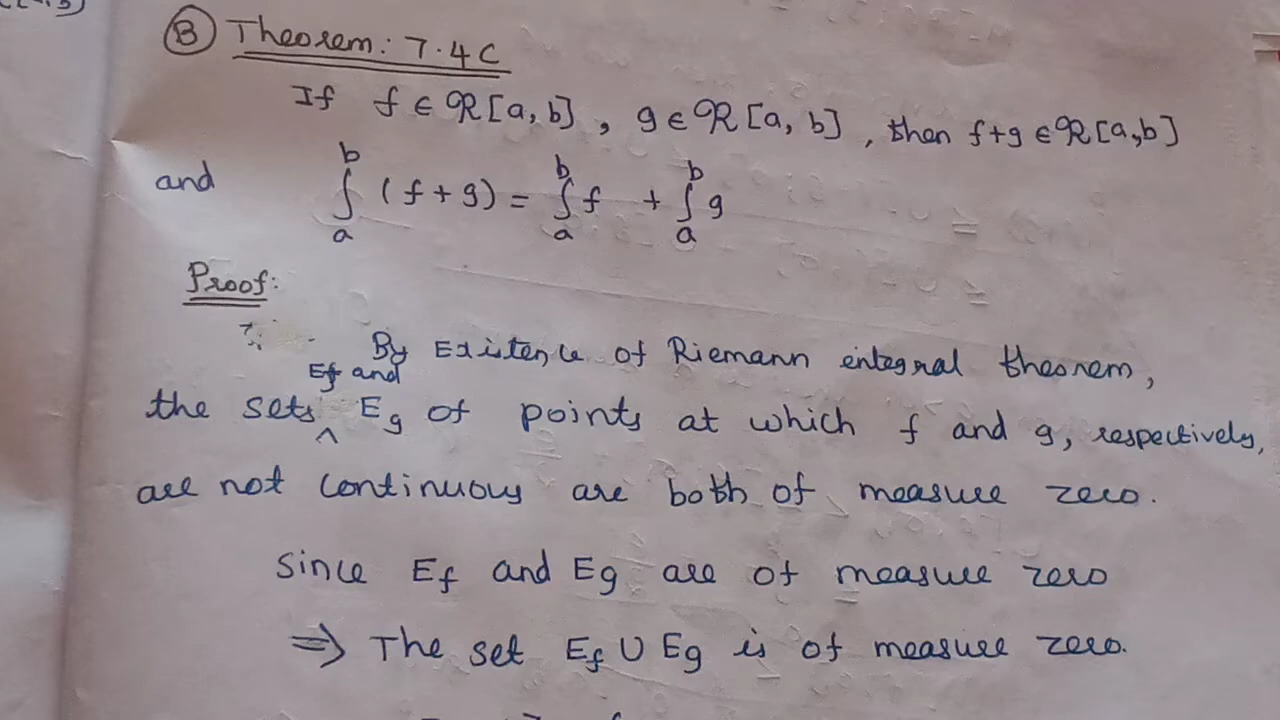 Ⓑ Theorem: 7.4C
If f ∈ ℛ[a, b], g ∈ ℛ[a, b], then f+g ∈ ℛ[a,b]
and ∫ₐᵇ (f + g) = ∫ₐᵇ f + ∫ₐᵇ g
Proof:
By Existence of Riemann integral theorem,
the sets Ef and Eg of points at which f and g, respectively,
are not continuous are both of measure zero.
Since Ef and Eg are of measure zero
⇒ The set Ef ∪ Eg is of measure zero.